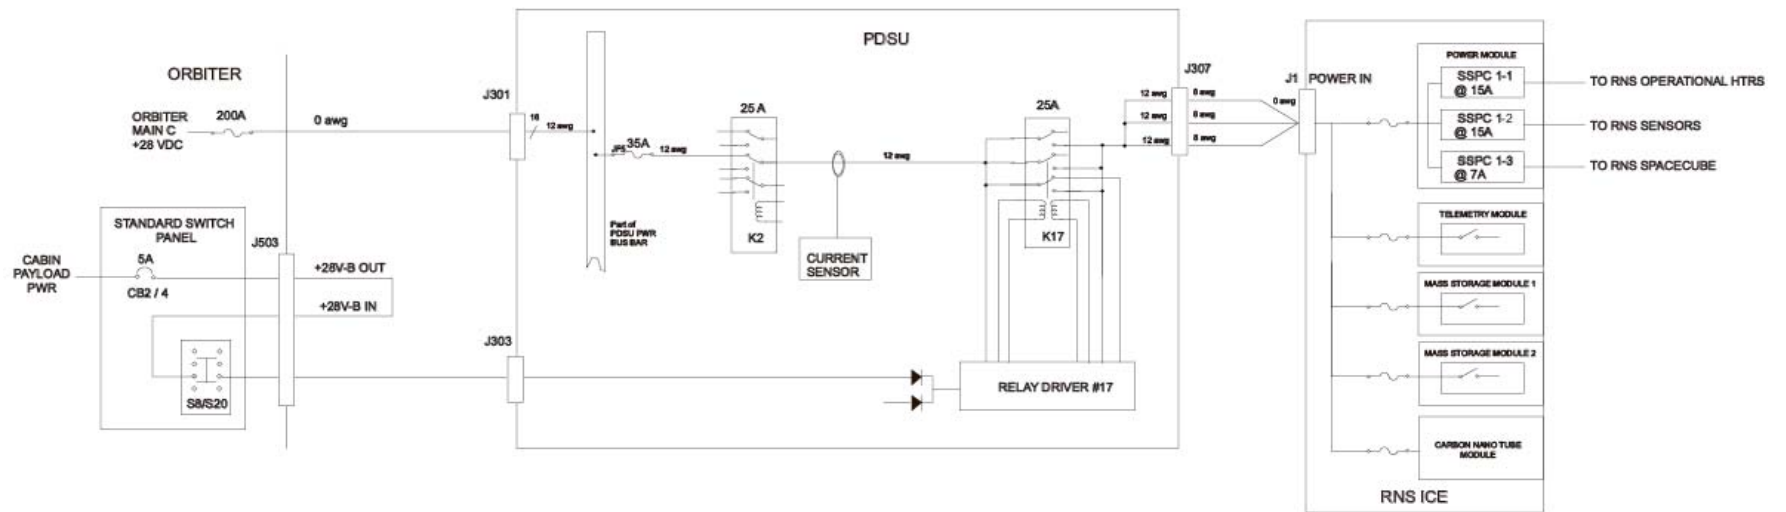 ORBITER
ORBITER
MAIN C
+28 VDC
200A
0 awg
STANDARD SWITCH
PANEL
CABIN
PAYLOAD
PWR
5A
CB2 / 4
S8/S20
J503
+28V-B OUT
+28V-B IN
PDSU
J301
16
12 awg
35A
12 awg
Part of
PDSU PWR
BUS BAR
25 A
K2
CURRENT
SENSOR
12 awg
25A
K17
J303
RELAY DRIVER #17
J307
12 awg
12 awg
12 awg
8 awg
8 awg
8 awg
0 awg
J1
POWER IN
POWER MODULE
SSPC 1-1
@ 15A
TO RNS OPERATIONAL HTRS
SSPC 1-2
@ 15A
TO RNS SENSORS
SSPC 1-3
@ 7A
TO RNS SPACECUBE
TELEMETRY MODULE
MASS STORAGE MODULE 1
MASS STORAGE MODULE 2
CARBON NANO TUBE
MODULE
RNS ICE